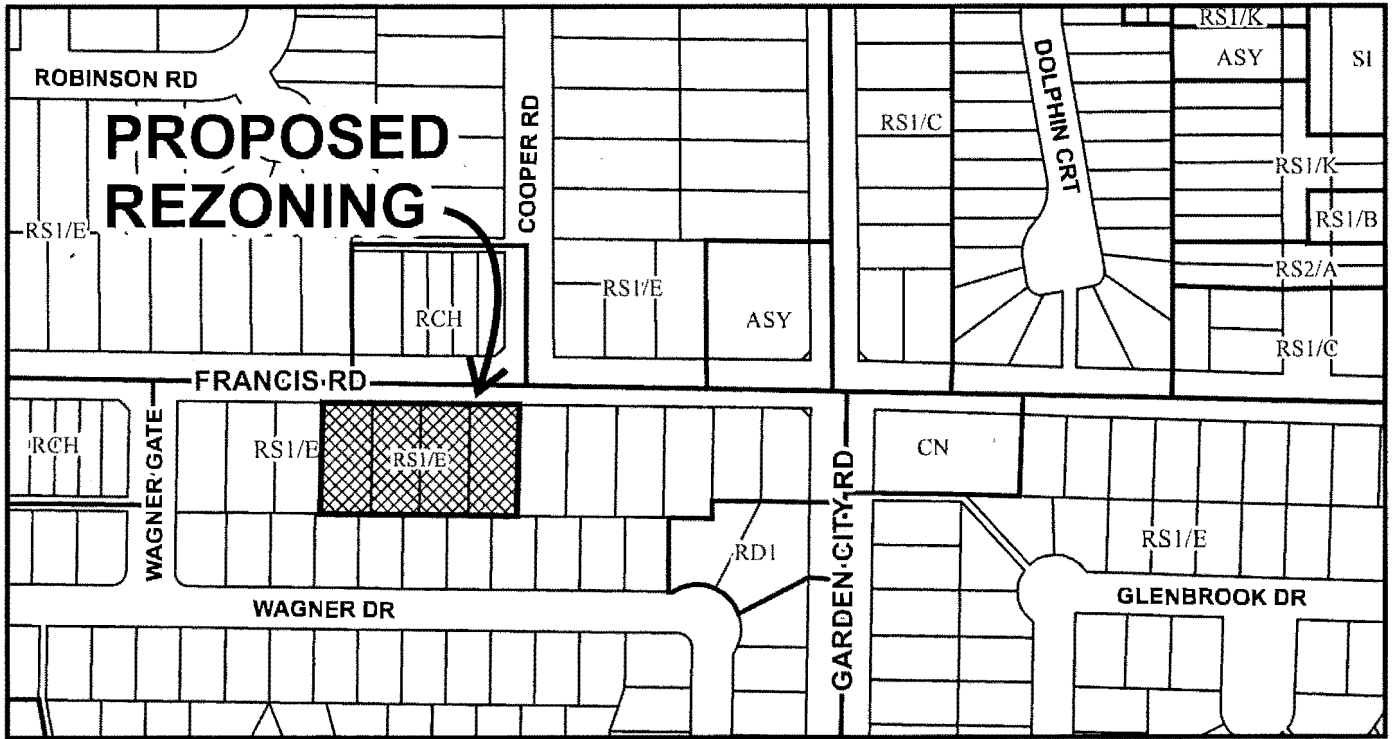 RS1/K
ROBINSON RD
ASY
SI
DOLPHIN CRT
COOPER RD
PROPOSED
REZONING
RS1/C
RS1/K
RS1/E
RS1/B
RS2/A
RS1/E
RCH
ASY
RS1/C
FRANCIS RD
RCH
WAGNER GATE
RS1/E
RS1/E
CN
GARDEN CITY RD
RD1
RS1/E
WAGNER DR
GLENBROOK DR